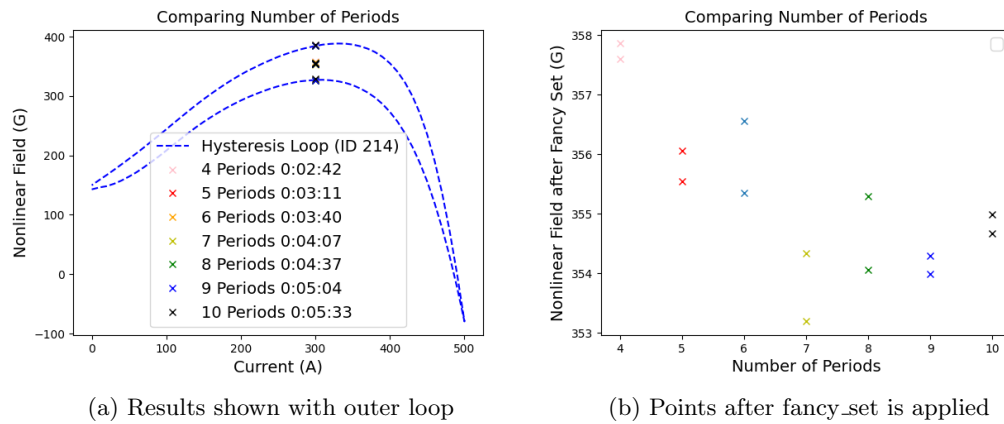 Comparing Number of Periods
400
300
200
100
0
−100
Nonlinear Field (G)
Hysteresis Loop (ID 214)
4 Periods 0:02:42
5 Periods 0:03:11
6 Periods 0:03:40
7 Periods 0:04:07
8 Periods 0:04:37
9 Periods 0:05:04
10 Periods 0:05:33
0 100 200 300 400 500
Current (A)
(a) Results shown with outer loop
Comparing Number of Periods
358
357
356
355
354
353
Nonlinear Field after Fancy Set (G)
4 5 6 7 8 9 10
Number of Periods
(b) Points after fancy_set is applied